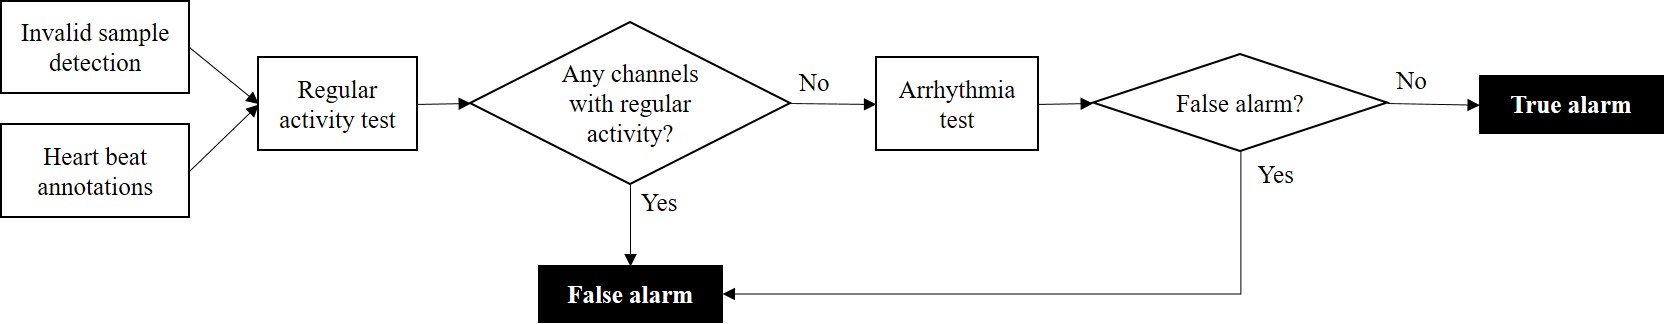 Invalid sample
detection
Heart beat
annotations
Regular
activity test
Any channels
with regular
activity?
No
Yes
Arrhythmia
test
False alarm?
No
Yes
True alarm
False alarm